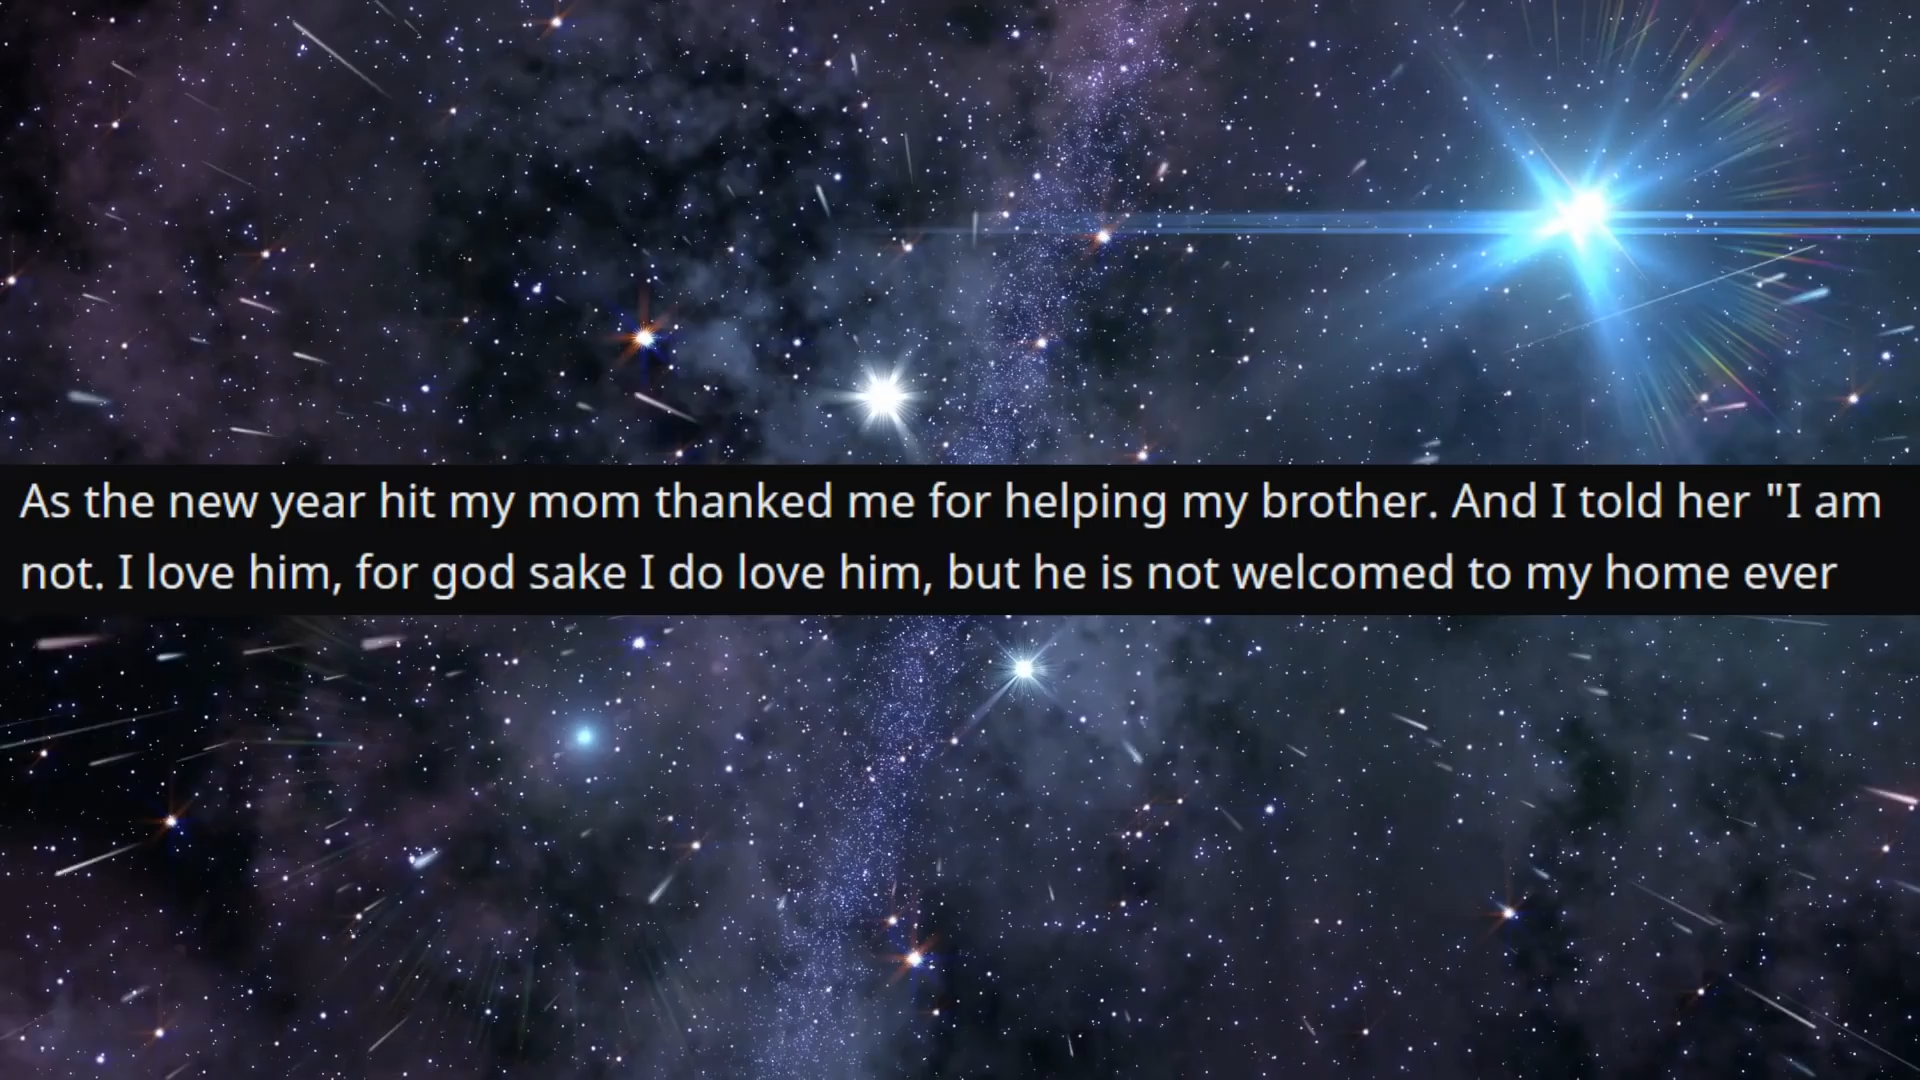 As the new year hit my mom thanked me for helping my brother. And I told her "I am
not. I love him, for god sake I do love him, but he is not welcomed to my home ever